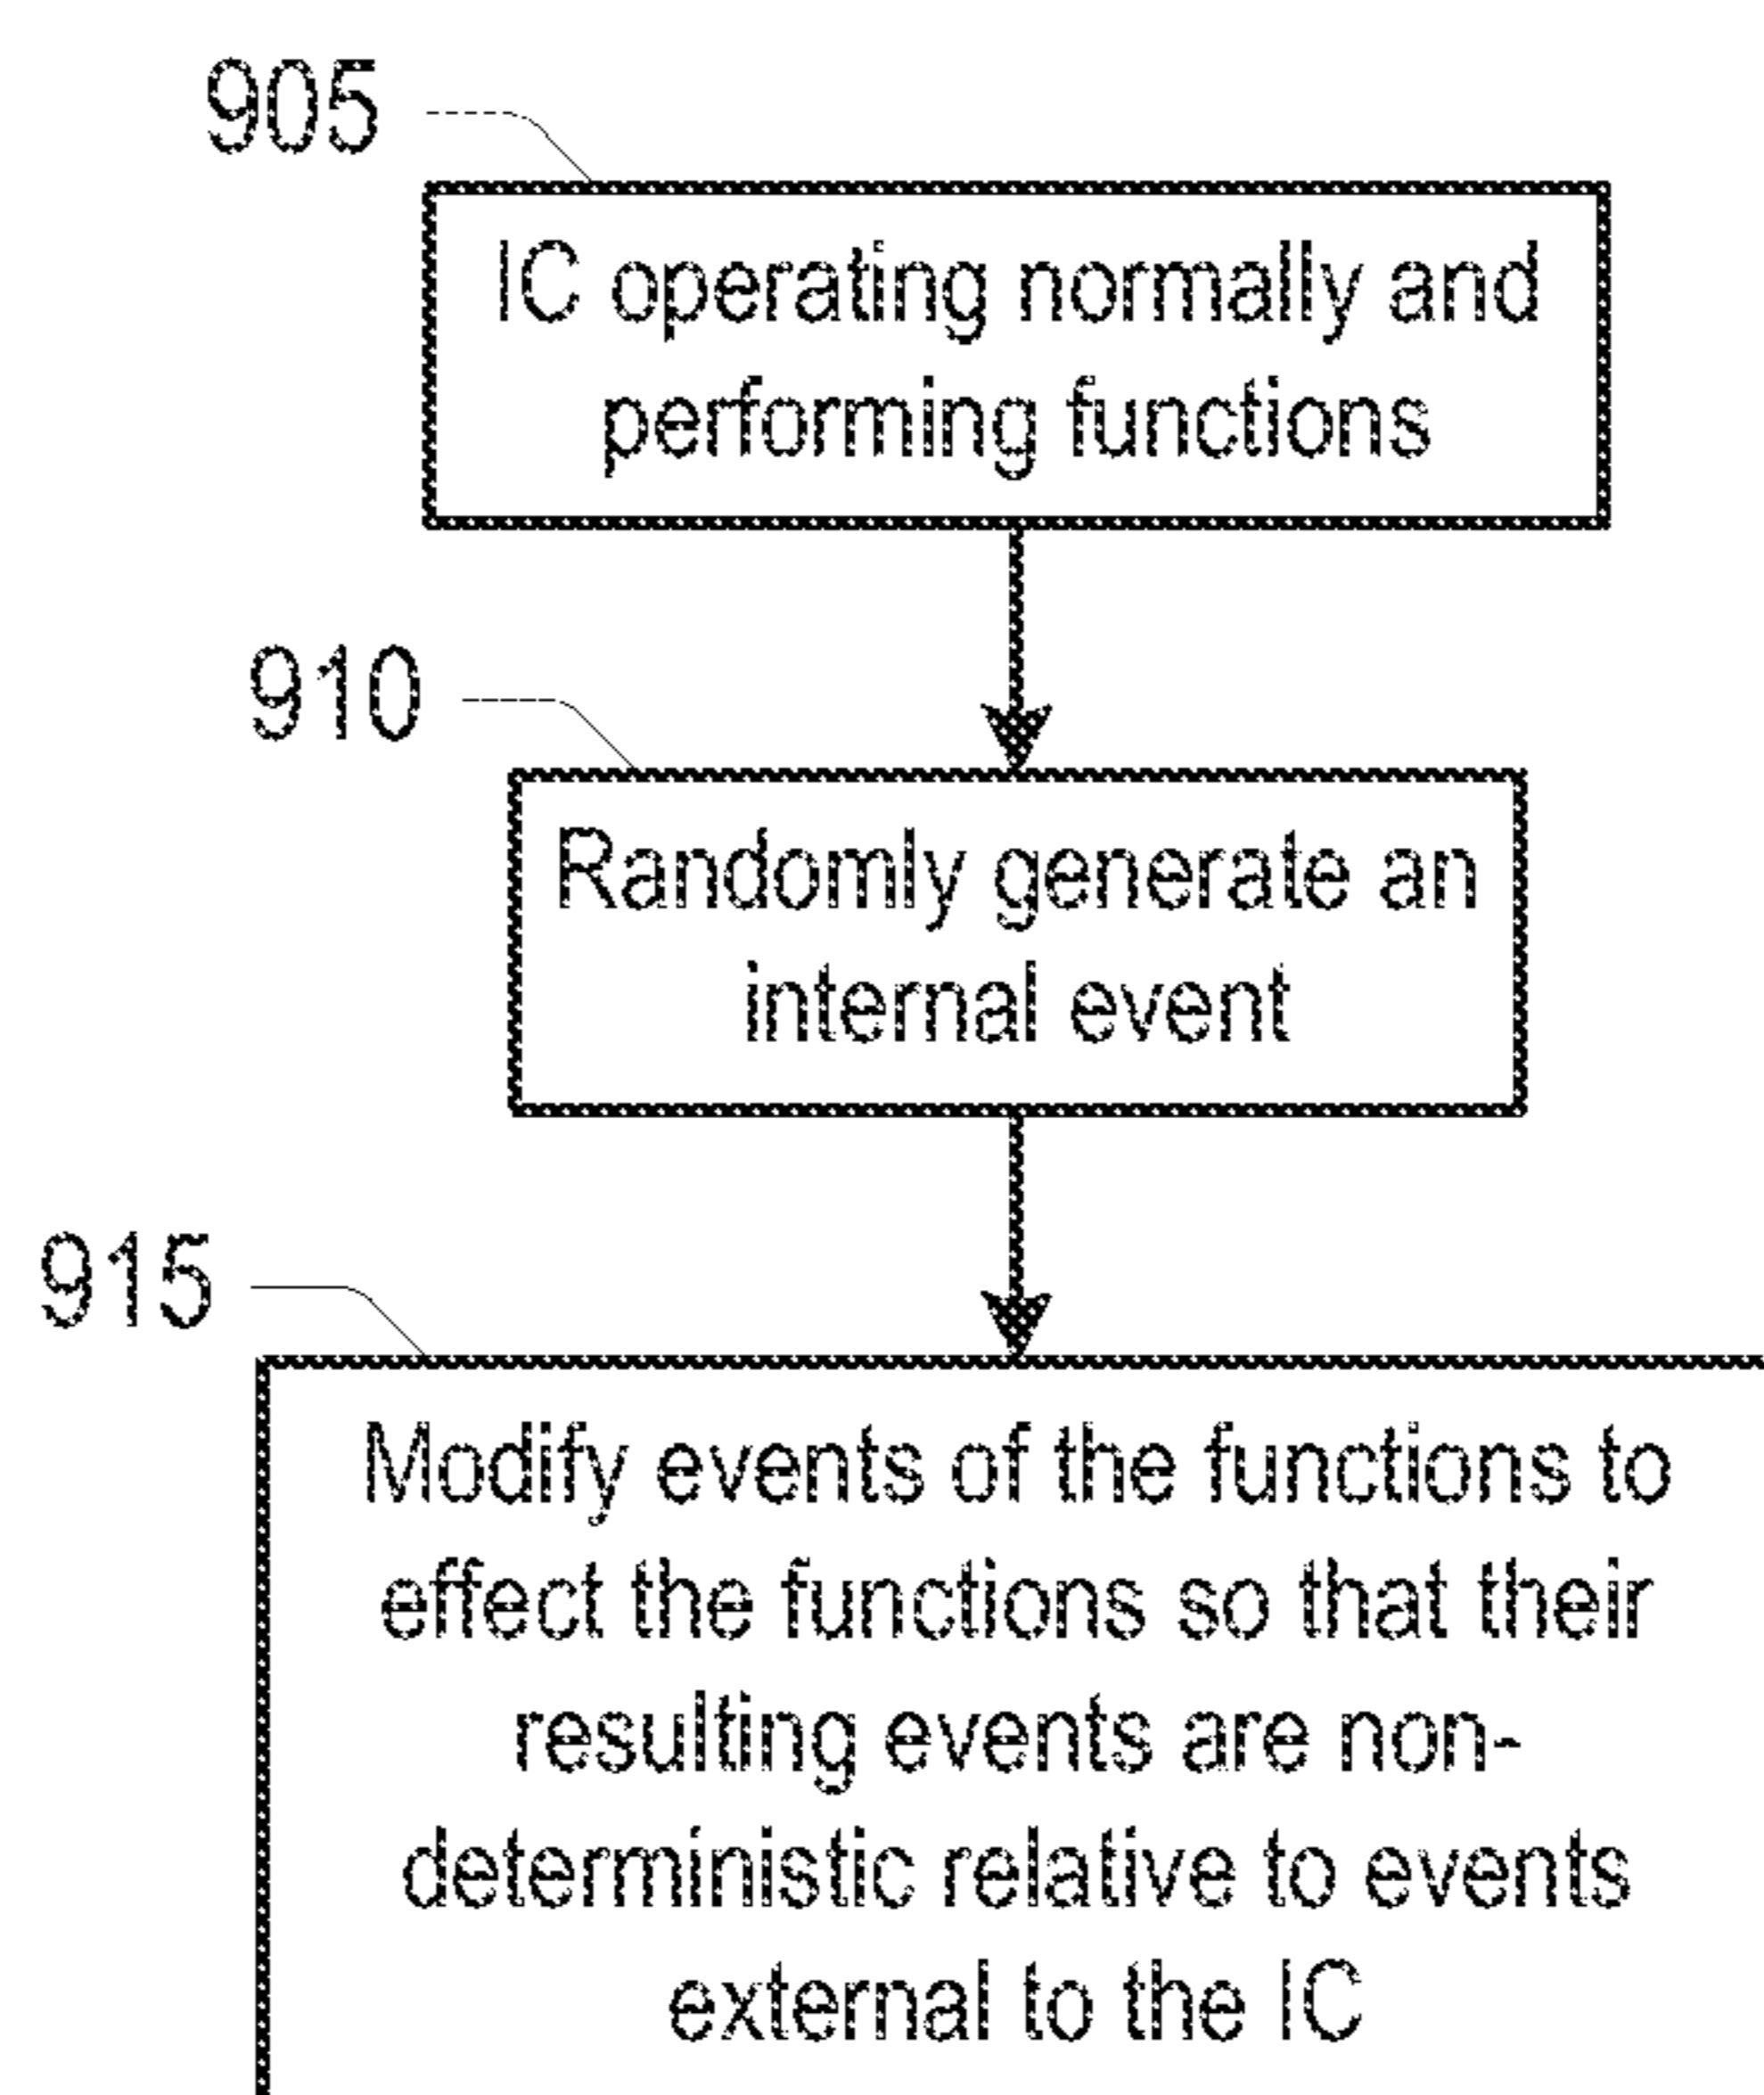 905
IC operating normally and
performing functions
910
Randomly generate an
internal event
915
Modify events of the functions to
effect the functions so that their
resulting events are non-
deterministic relative to events
external to the IC